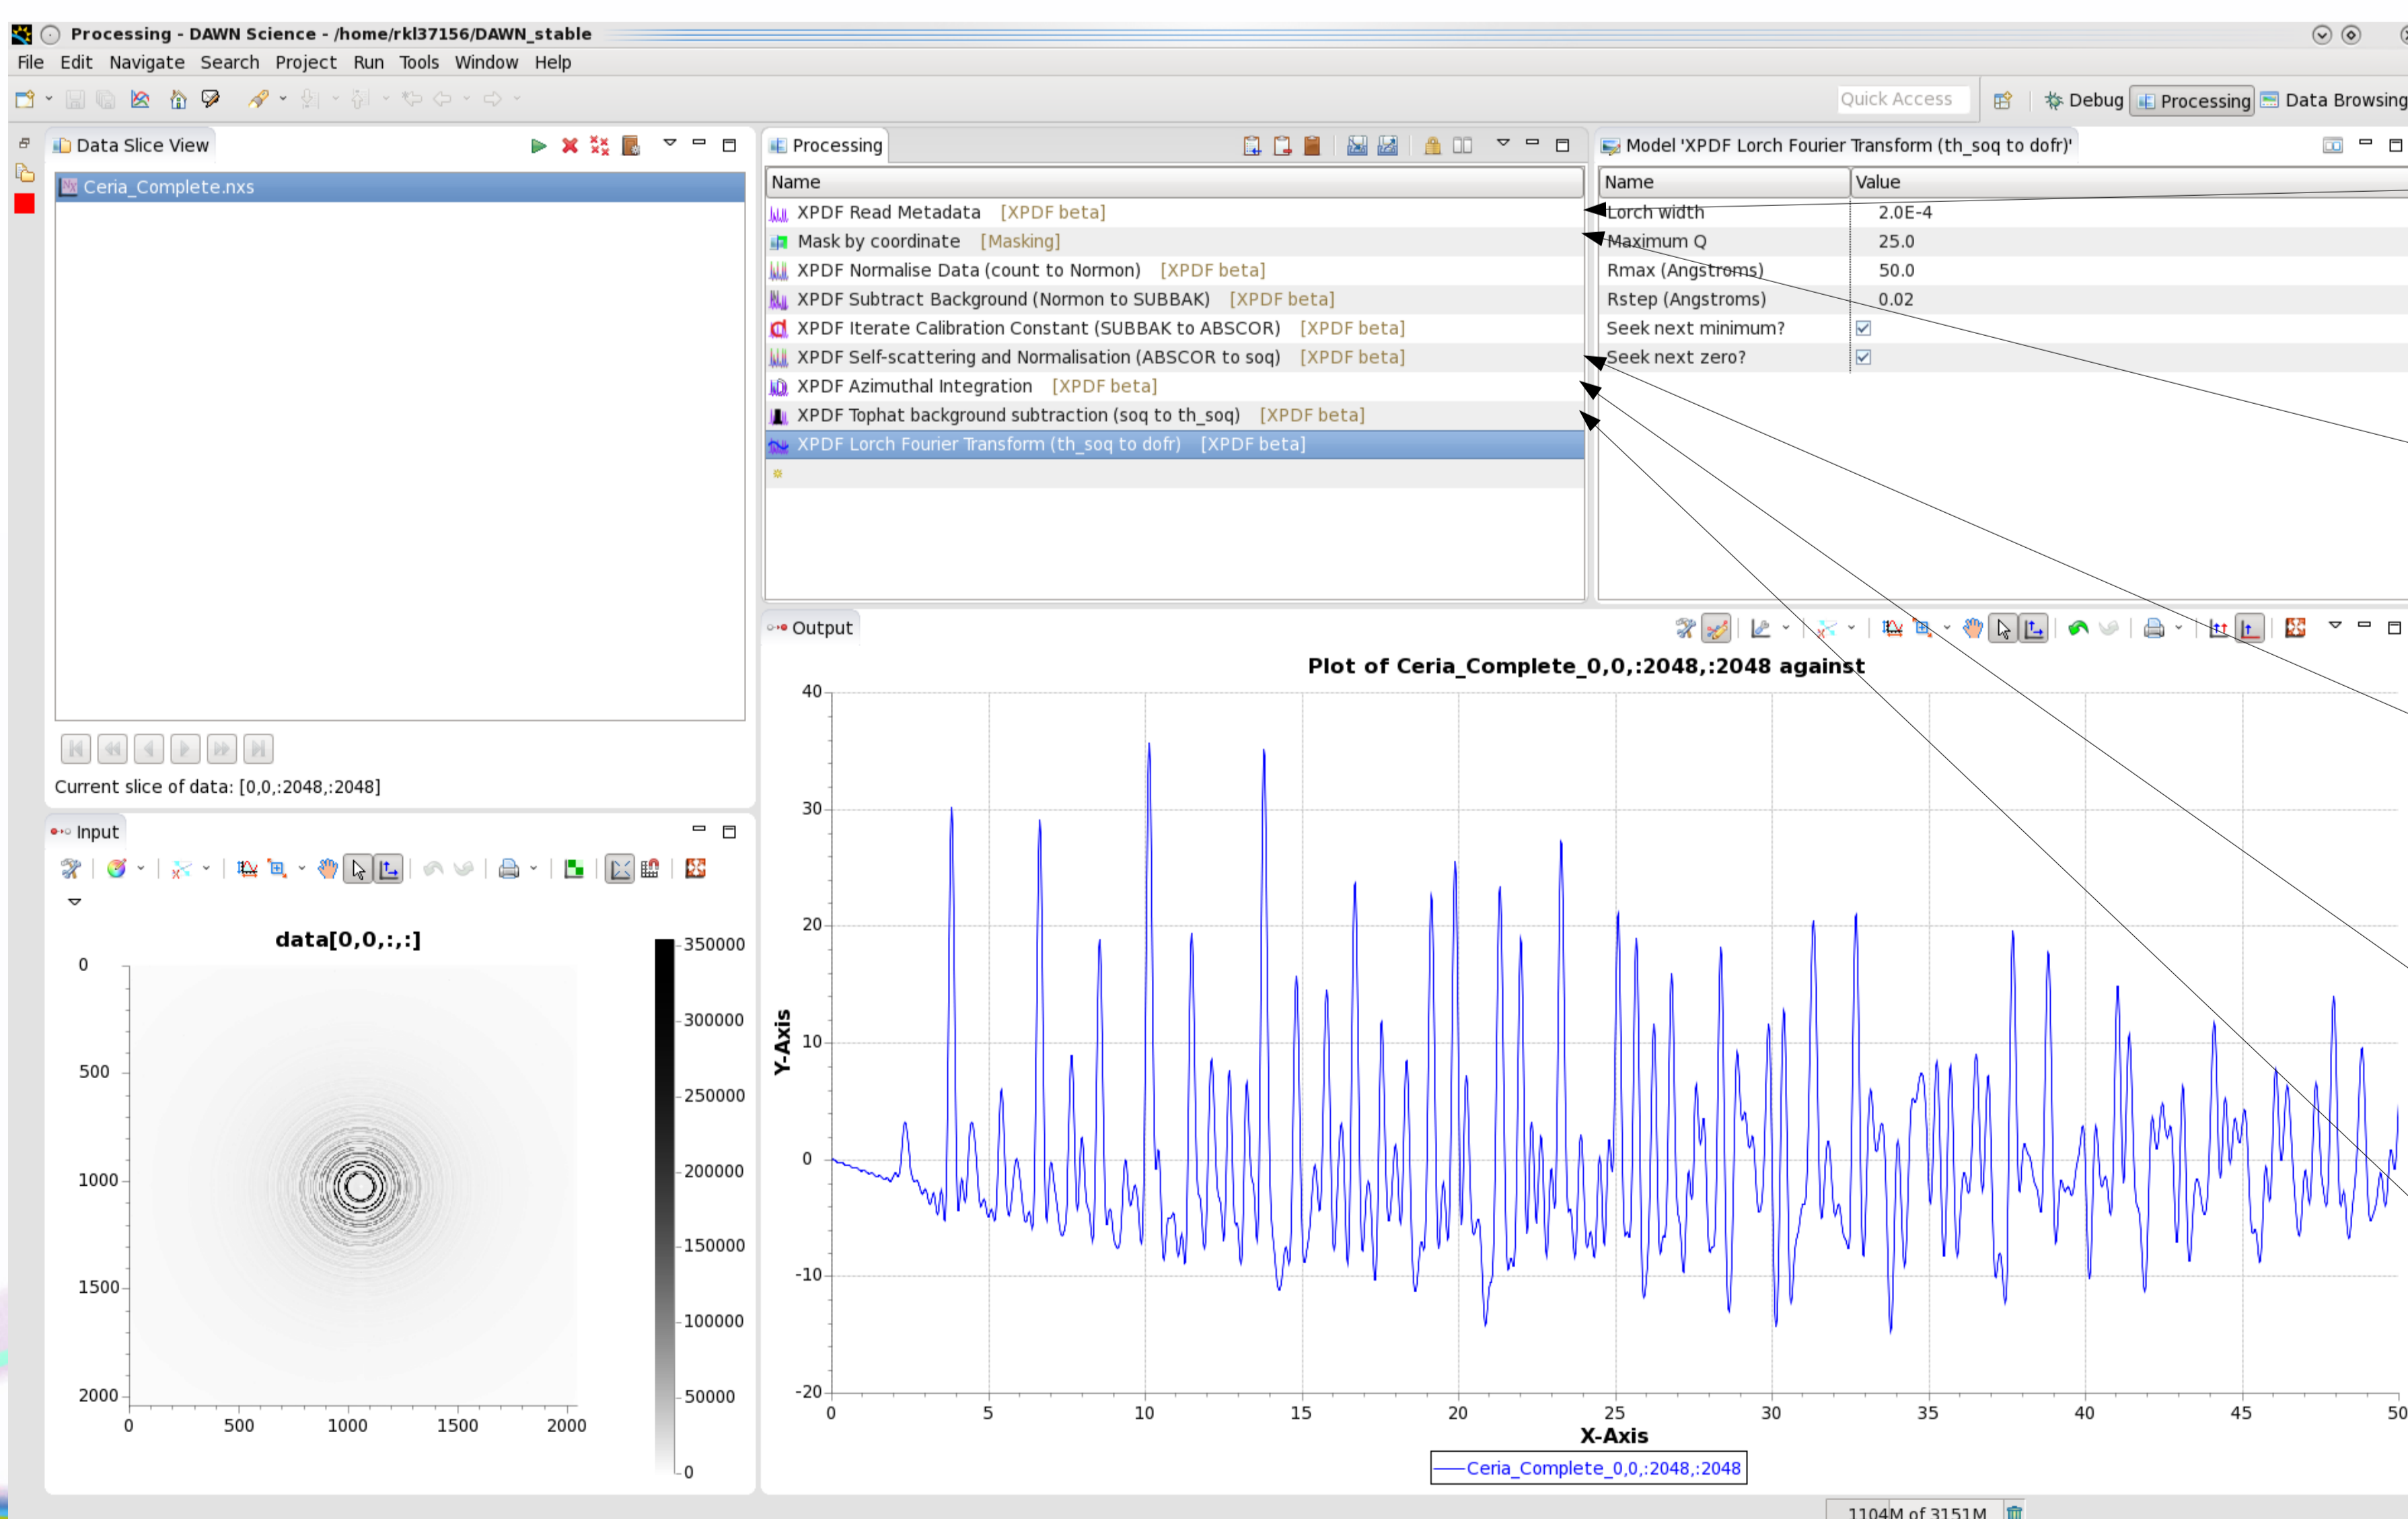 Processing - DAWN Science - /home/rkl37156/DAWN_stable
File Edit Navigate Search Project Run Tools Window Help
Quick Access Debug Processing Data Browsing
Data Slice View
Ceria_Complete.nxs
Current slice of data: [0,0,:2048,:2048]
Processing
Name
XPDF Read Metadata [XPDF beta]
Mask by coordinate [Masking]
XPDF Normalise Data (count to Normon) [XPDF beta]
XPDF Subtract Background (Normon to SUBBAK) [XPDF beta]
XPDF Iterate Calibration Constant (SUBBAK to ABSCOR) [XPDF beta]
XPDF Self-scattering and Normalisation (ABSCOR to soq) [XPDF beta]
XPDF Azimuthal Integration [XPDF beta]
XPDF Tophat background subtraction (soq to th_soq) [XPDF beta]
XPDF Lorch Fourier Transform (th_soq to dofr) [XPDF beta]
Model 'XPDF Lorch Fourier Transform (th_soq to dofr)'
Name Value
Lorch width 2.0E-4
Maximum Q 25.0
Rmax (Angstroms) 50.0
Rstep (Angstroms) 0.02
Seek next minimum?
Seek next zero?
Input
data[0,0,:,:]
0
500
1000
1500
2000
0 500 1000 1500 2000
350000
300000
250000
200000
150000
100000
50000
0
Output
Plot of Ceria_Complete_0,0,:2048,:2048 against
Y-Axis
40
30
20
10
0
-10
-20
0 5 10 15 20 25 30 35 40 45 50
X-Axis
Ceria_Complete_0,0,:2048,:2048
1104M of 3151M